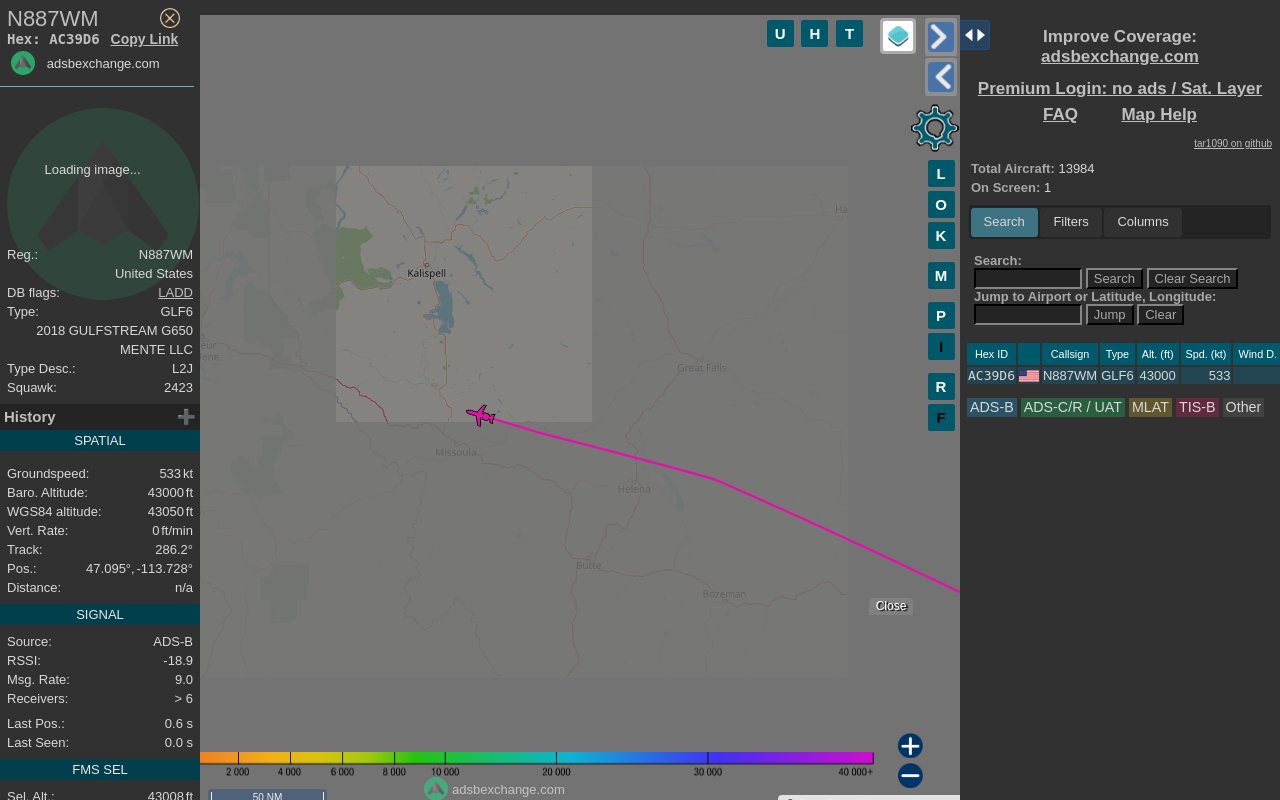 N887WM
Hex: AC39D6 Copy Link
adsbexchange.com
Loading image...
Reg.: N887WM
United States
DB flags: LADD
Type: GLF6
2018 GULFSTREAM G650
MENTE LLC
Type Desc.: L2J
Squawk: 2423
History
SPATIAL
Groundspeed: 533 kt
Baro. Altitude: 43000 ft
WGS84 altitude: 43050 ft
Vert. Rate: 0 ft/min
Track: 286.2°
Pos.: 47.095°, -113.728°
Distance: n/a
SIGNAL
Source: ADS-B
RSSI: -18.9
Msg. Rate: 9.0
Receivers: > 6
Last Pos.: 0.6 s
Last Seen: 0.0 s
FMS SEL
Sel. Alt.: 43008 ft
U H T
L
O
K
M
P
I
R
F
Kalispell
Great Falls
Missoula
Helena
Butte
Bozeman
Close
2 000 4 000 6 000 8 000 10 000 20 000 30 000 40 000+
adsbexchange.com
50 NM
Improve Coverage:
adsbexchange.com
Premium Login: no ads / Sat. Layer
FAQ Map Help
tar1090 on github
Total Aircraft: 13984
On Screen: 1
Search Filters Columns
Search:
Search Clear Search
Jump to Airport or Latitude, Longitude:
Jump Clear
Hex ID Callsign Type Alt. (ft) Spd. (kt) Wind D.
AC39D6 N887WM GLF6 43000 533
ADS-B ADS-C/R / UAT MLAT TIS-B Other